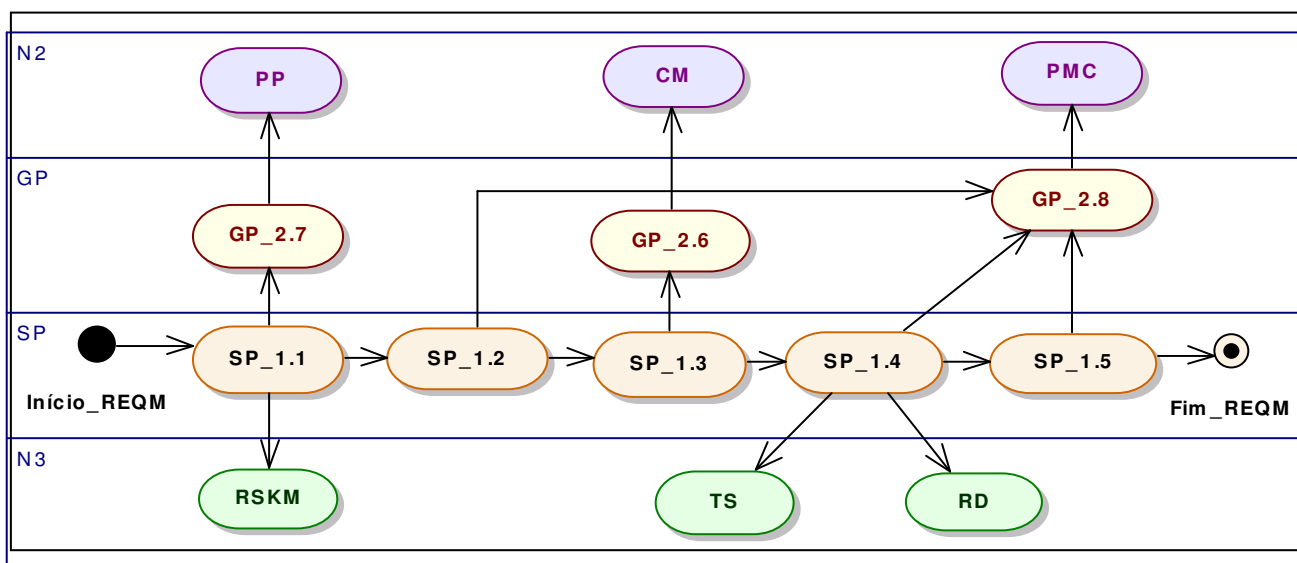 N2
PP
CM
PMC
GP
GP_2.7
GP_2.6
GP_2.8
SP
SP_1.1
SP_1.2
SP_1.3
SP_1.4
SP_1.5
Início_REQM
Fim_REQM
N3
RSKM
TS
RD